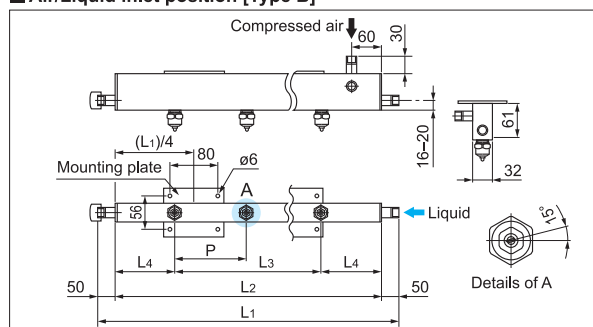 ■ Air/Liquid inlet position [Type B]
Compressed air
60
30
16–20
61
32
(L1)/4
80
ø6
Mounting plate
A
56
Liquid
15°
P
L4
L3
L4
Details of A
50
L2
50
L1